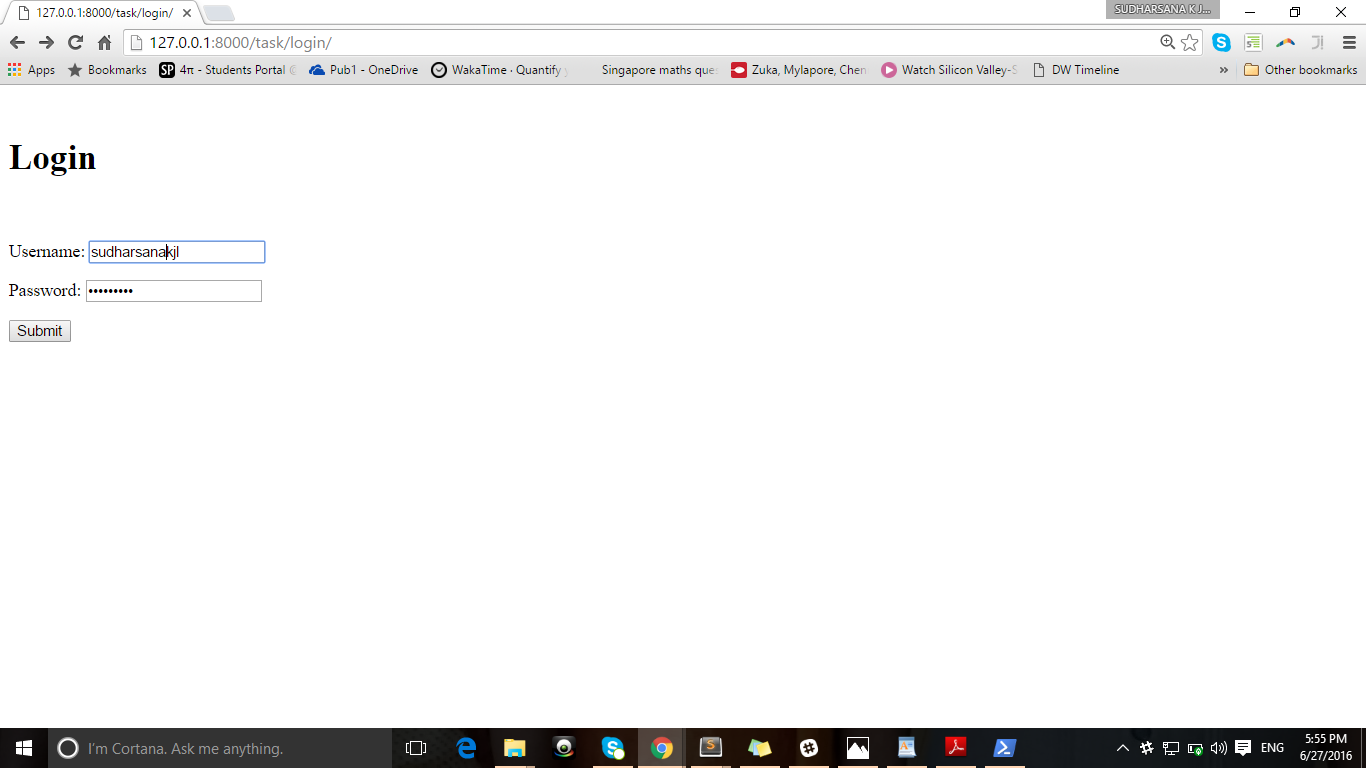 127.0.0.1:8000/task/login/
SUDHARSANA K J...
127.0.0.1:8000/task/login/
Apps Bookmarks SP 4π - Students Portal Pub1 - OneDrive WakaTime · Quantify Singapore maths que Zuka, Mylapore, Chen Watch Silicon Valley- DW Timeline » Other bookmarks
Login
Username: sudharsanakjl
Password: •••••••••
Submit
I'm Cortana. Ask me anything.
ENG
5:55 PM
6/27/2016